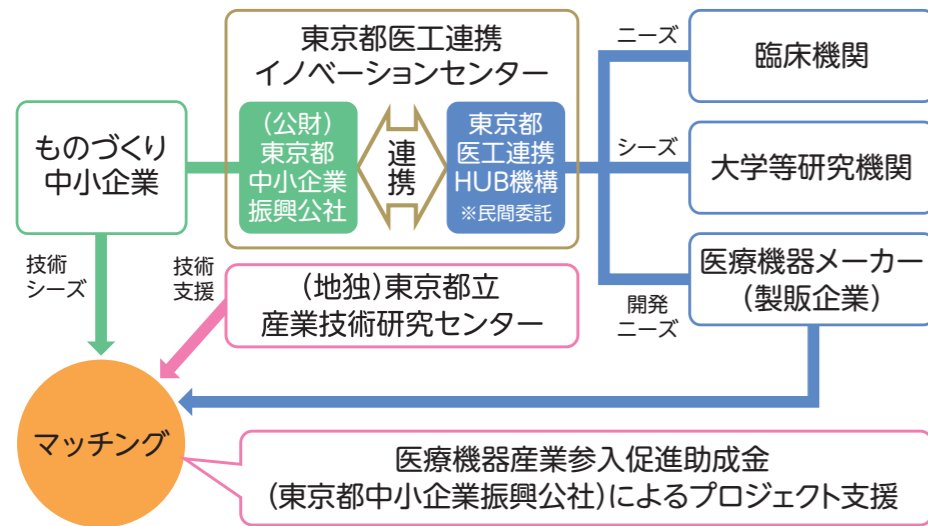 東京都医工連携
イノベーションセンター
ものづくり
中小企業
（公財）
東京都
中小企業
振興公社
連携
東京都
医工連携
HUB機構
※民間委託
ニーズ
臨床機関
シーズ
大学等研究機関
医療機器メーカー
（製販企業）
開発
ニーズ
技術
シーズ
技術
支援
（地独）東京都立
産業技術研究センター
マッチング
医療機器産業参入促進助成金
（東京都中小企業振興公社）によるプロジェクト支援